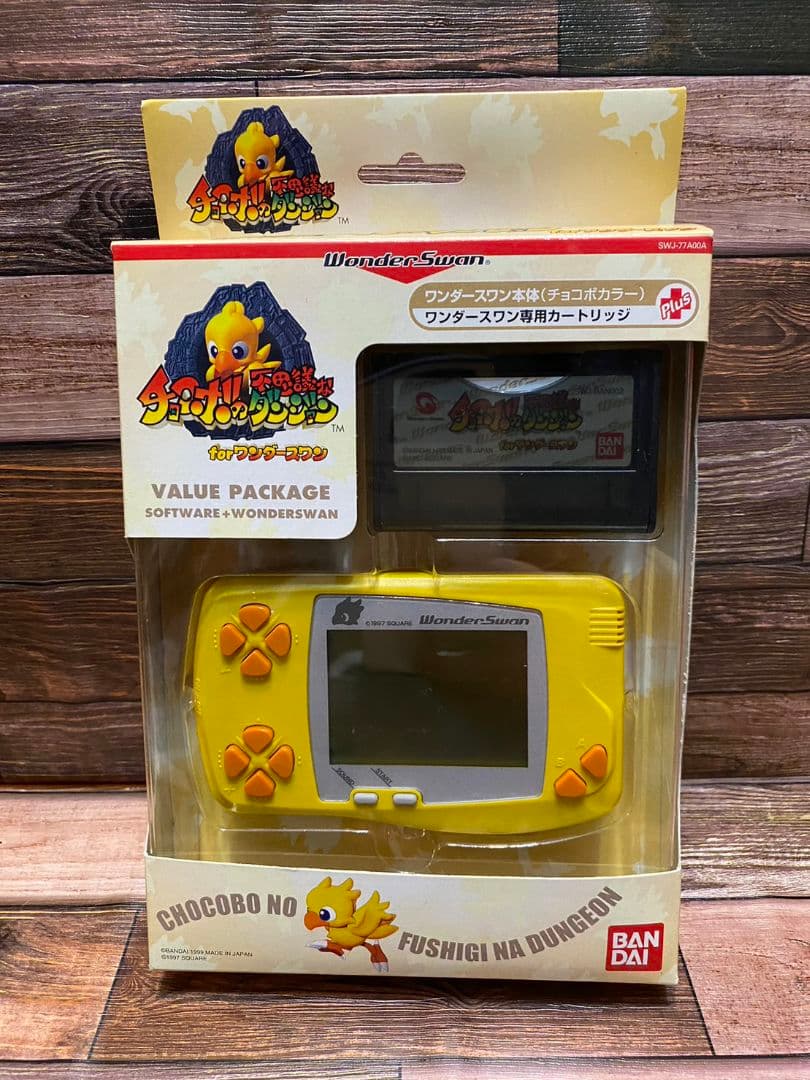 チョコボの
不思議な
ダンジョン
TM
SWJ-77A00A
WonderSwan®
ワンダースワン本体(チョコボカラー)
ワンダースワン専用カートリッジ
Plus
チョコボの
不思議な
ダンジョン
TM
forワンダースワン
VALUE PACKAGE
SOFTWARE+WONDERSWAN
チョコボの
ダンジョン
forワンダースワン
BAN
DAI
©1997 SQUARE
WonderSwan
A
B
SOUND
START
CHOCOBO NO
FUSHIGI NA DUNGEON
©BANDAI 1999 MADE IN JAPAN
©1997 SQUARE
BAN
DAI